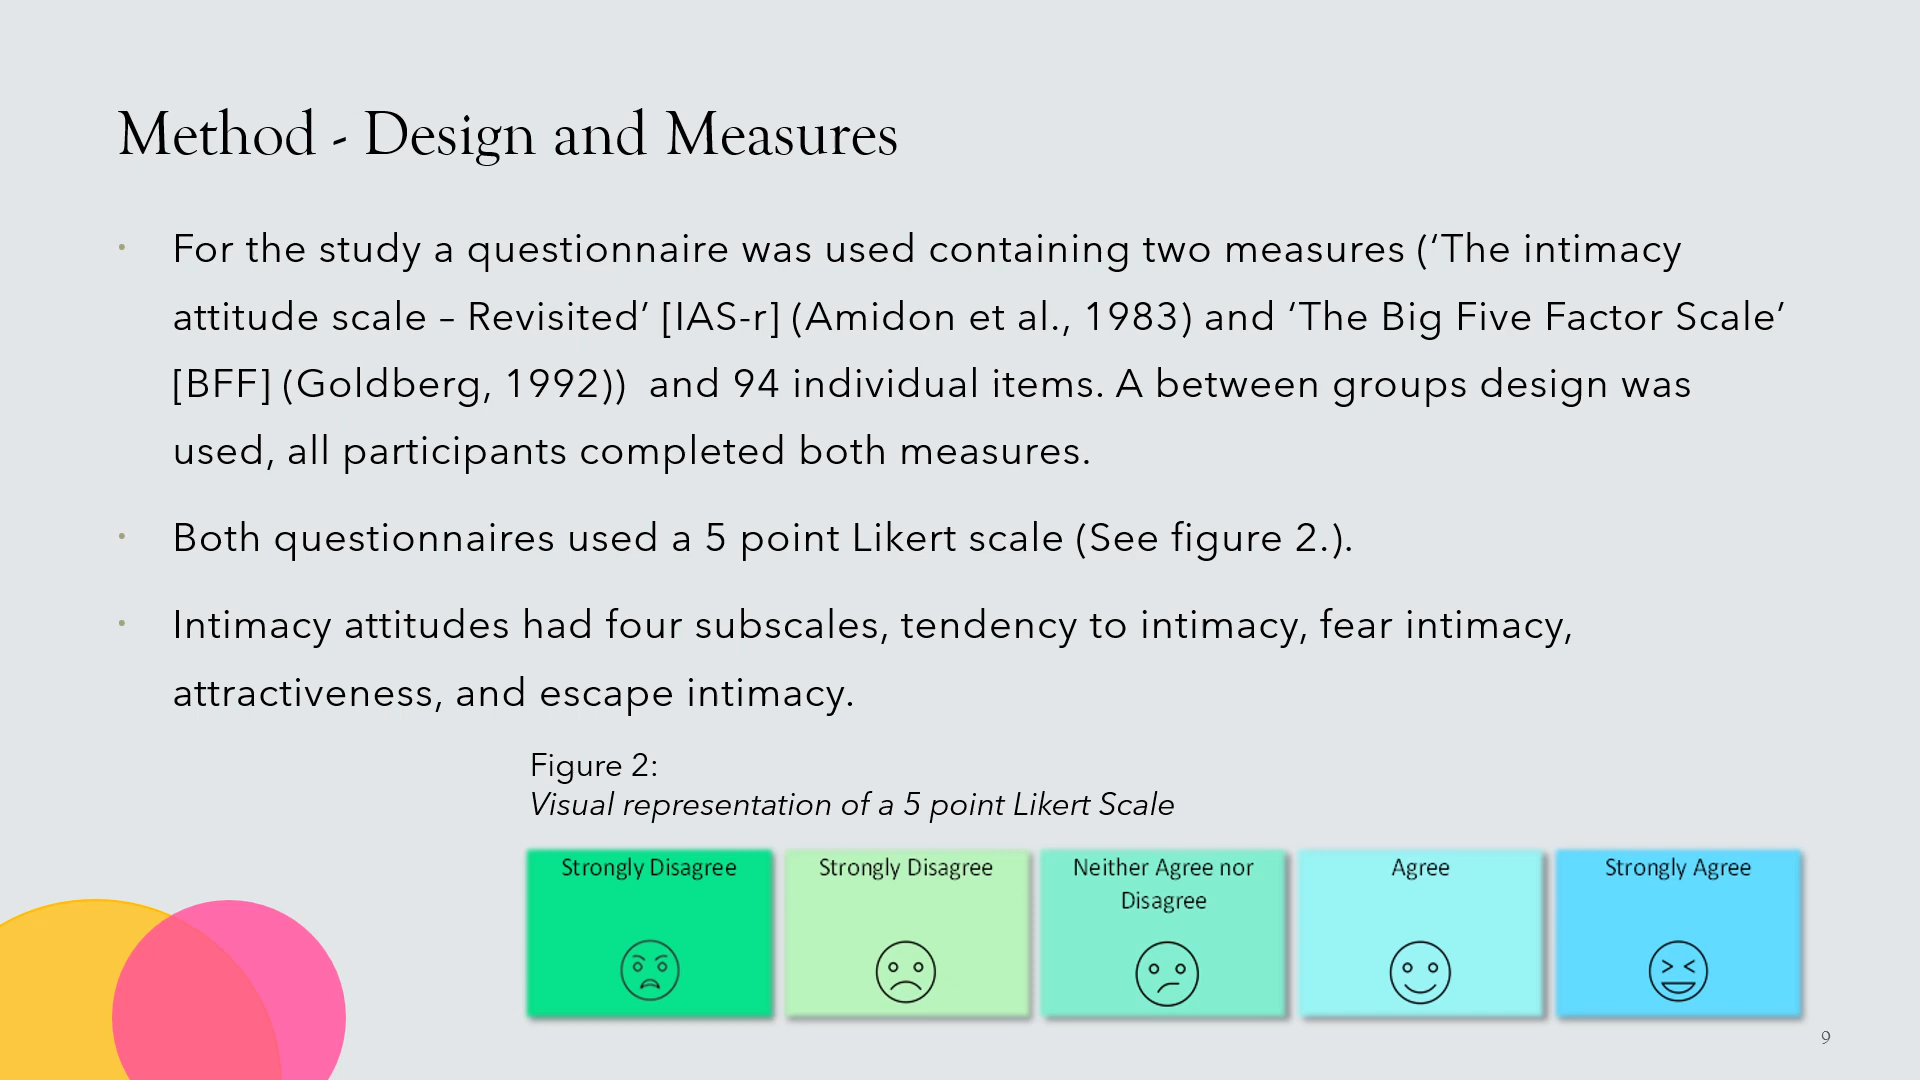 Method - Design and Measures
For the study a questionnaire was used containing two measures (‘The intimacy
attitude scale – Revisited’ [IAS-r] (Amidon et al., 1983) and ‘The Big Five Factor Scale’
[BFF] (Goldberg, 1992))  and 94 individual items. A between groups design was
used, all participants completed both measures.
Both questionnaires used a 5 point Likert scale (See figure 2.).
Intimacy attitudes had four subscales, tendency to intimacy, fear intimacy,
attractiveness, and escape intimacy.
Figure 2:
Visual representation of a 5 point Likert Scale
Strongly Disagree
Strongly Disagree
Neither Agree nor
Disagree
Agree
Strongly Agree
9